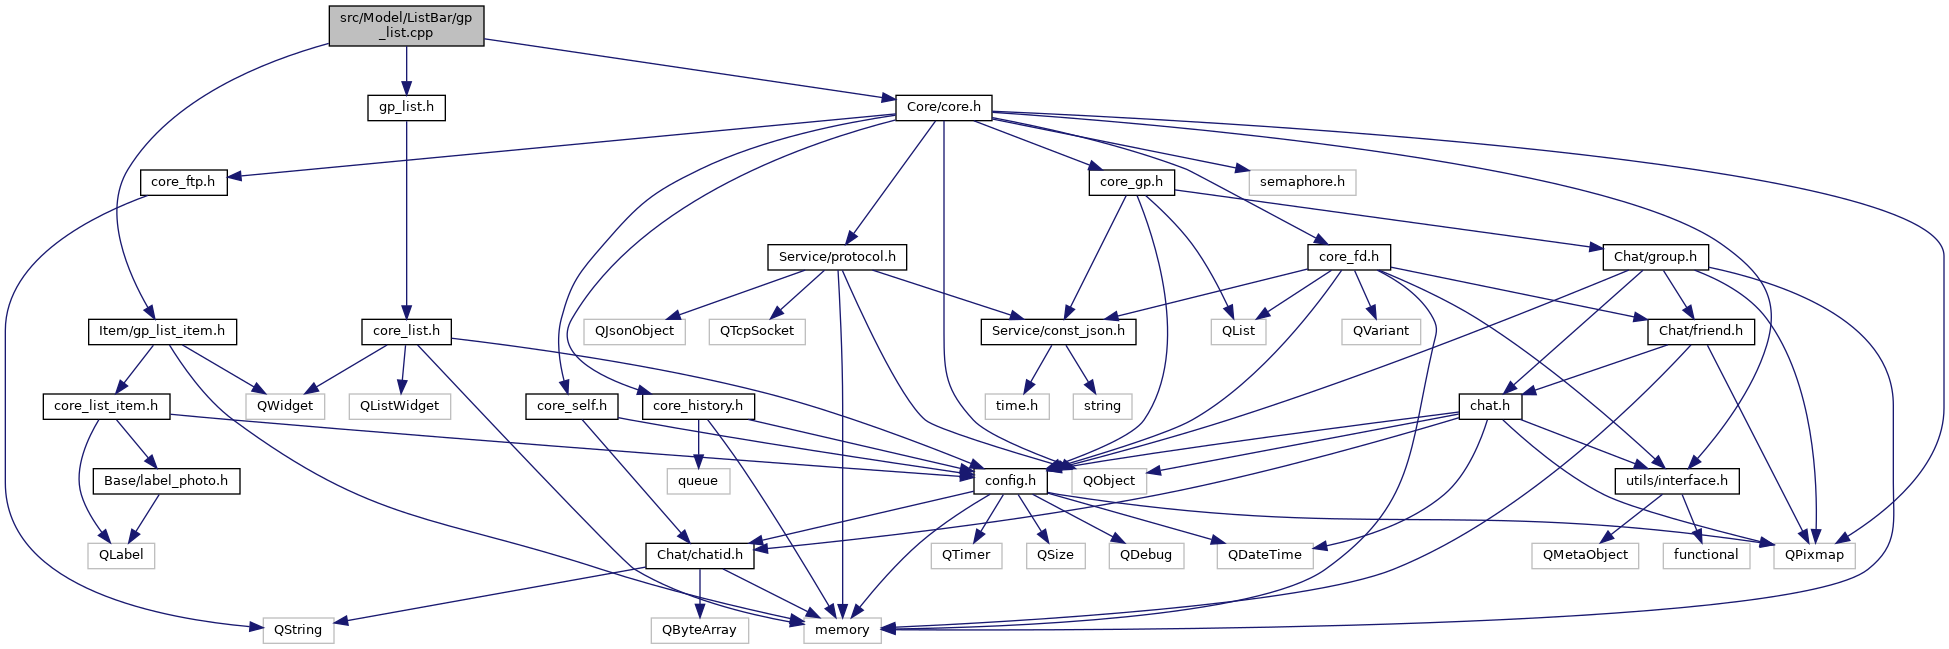 src/Model/ListBar/gp
_list.cpp
gp_list.h
Core/core.h
core_ftp.h
core_gp.h
semaphore.h
Service/protocol.h
core_fd.h
Chat/group.h
Item/gp_list_item.h
core_list.h
QJsonObject
QTcpSocket
Service/const_json.h
QList
QVariant
Chat/friend.h
core_list_item.h
QWidget
QListWidget
core_self.h
core_history.h
time.h
string
chat.h
Base/label_photo.h
queue
config.h
QObject
utils/interface.h
QLabel
Chat/chatid.h
QTimer
QSize
QDebug
QDateTime
QMetaObject
functional
QPixmap
QString
QByteArray
memory